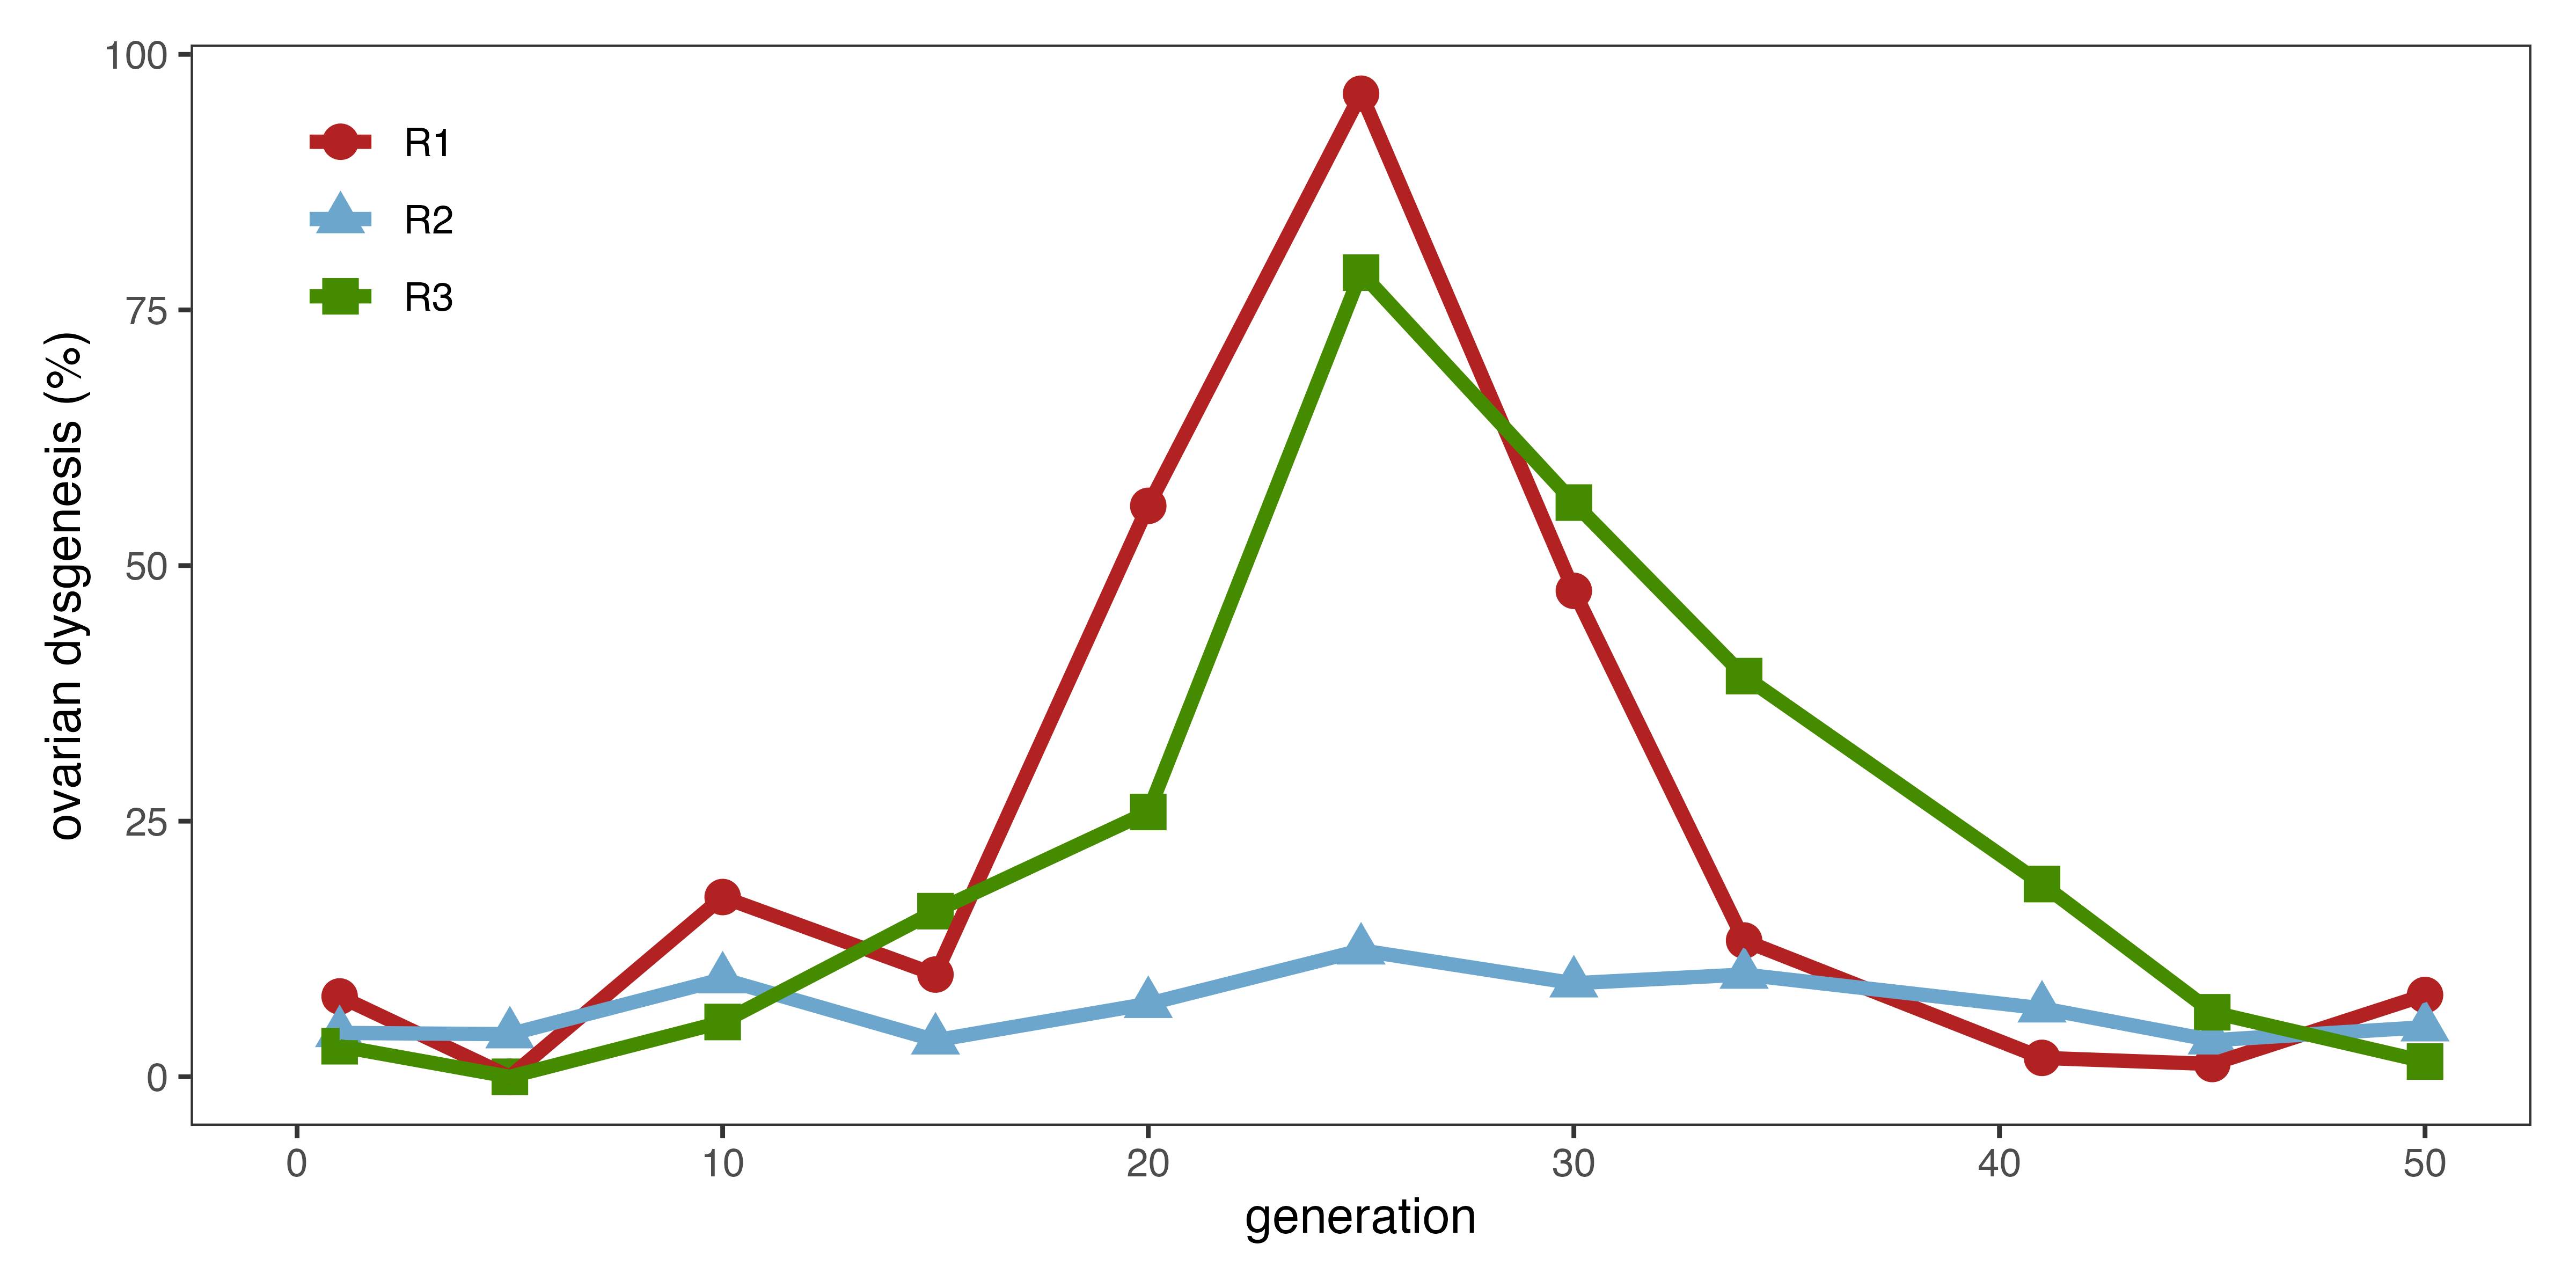 100
75
50
25
0
ovarian dysgenesis (%)
R1
R2
R3
0 10 20 30 40 50
generation